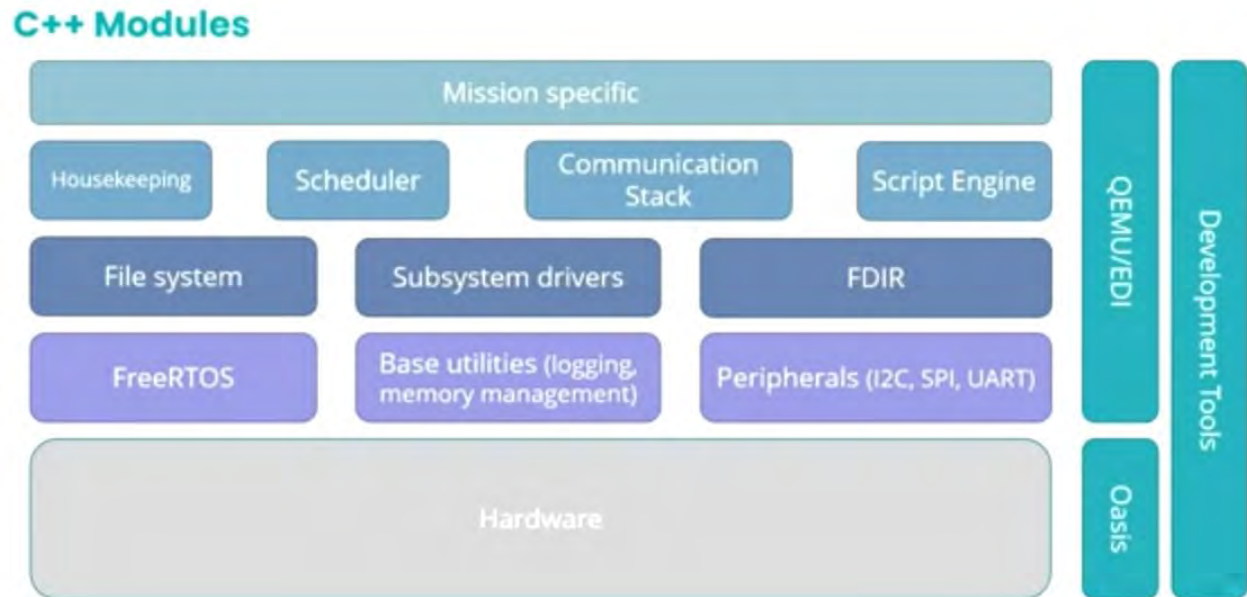 C++ Modules
Mission specific
Housekeeping
Scheduler
Communication
Stack
Script Engine
File system
Subsystem drivers
FDIR
FreeRTOS
Base utilities (logging,
memory management)
Peripherals (I2C, SPI, UART)
Hardware
QEMU/EDI
Oasis
Development Tools